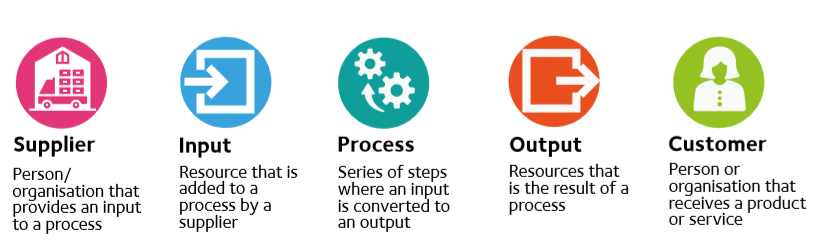 Supplier
Person/
organisation that
provides an input
to a process
Input
Resource that is
added to a
process by a
supplier
Process
Series of steps
where an input
is converted to
an output
Output
Resources that
is the result of a
process
Customer
Person or
organisation that
receives a product
or service